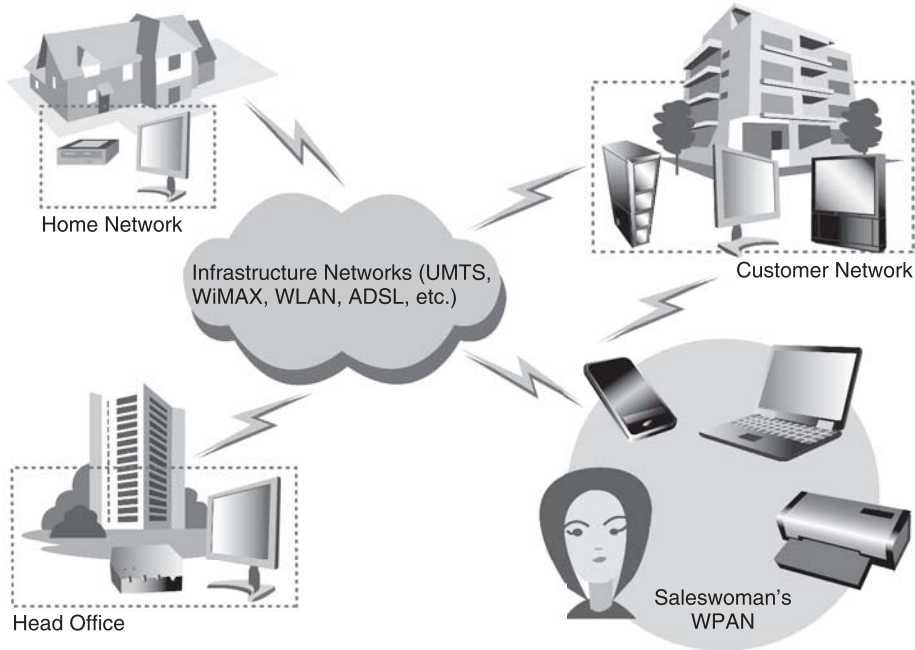 Home Network
Infrastructure Networks (UMTS,
WiMAX, WLAN, ADSL, etc.)
Customer Network
Head Office
Saleswoman's
WPAN